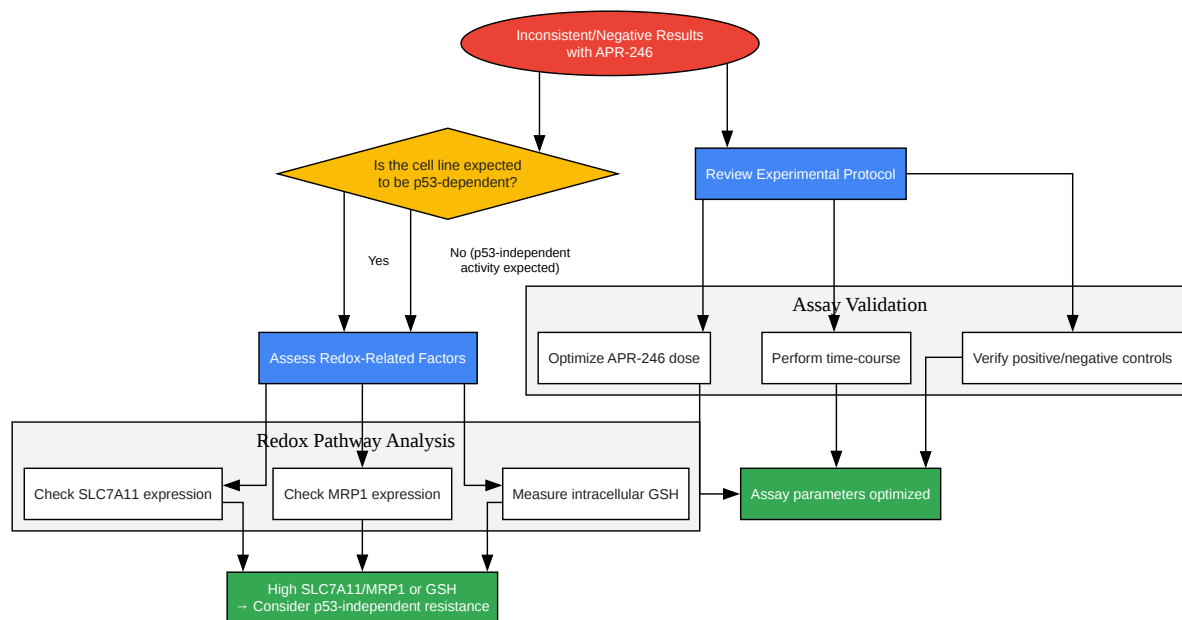 Inconsistent/Negative Results
with APR-246
Is the cell line expected
to be p53-dependent?
Review Experimental Protocol
Yes
No (p53-independent
activity expected)
Assay Validation
Assess Redox-Related Factors
Optimize APR-246 dose
Perform time-course
Verify positive/negative controls
Redox Pathway Analysis
Check SLC7A11 expression
Check MRP1 expression
Measure intracellular GSH
Assay parameters optimized
High SLC7A11/MRP1 or GSH
→ Consider p53-independent resistance